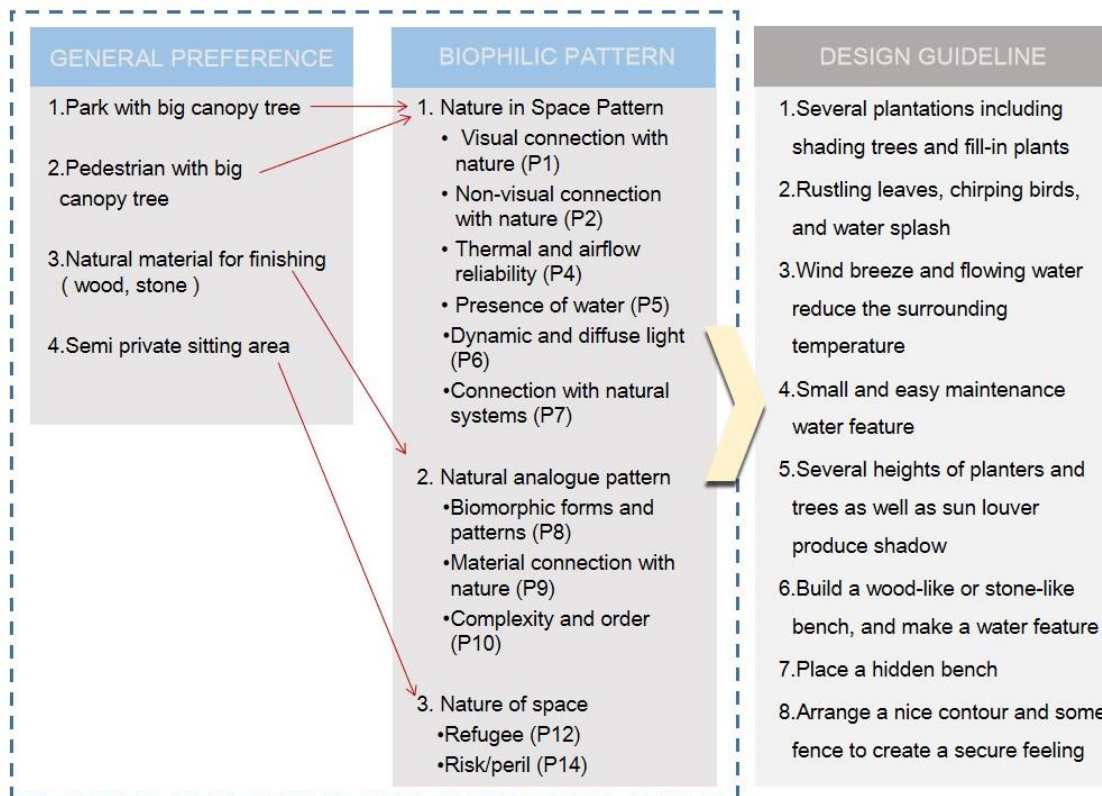 GENERAL PREFERENCE
1.Park with big canopy tree
2.Pedestrian with big
canopy tree
3.Natural material for finishing
( wood, stone )
4.Semi private sitting area
BIOPHILIC PATTERN
1. Nature in Space Pattern
• Visual connection with
nature (P1)
• Non-visual connection
with nature (P2)
• Thermal and airflow
reliability (P4)
• Presence of water (P5)
•Dynamic and diffuse light
(P6)
•Connection with natural
systems (P7)
2. Natural analogue pattern
•Biomorphic forms and
patterns (P8)
•Material connection with
nature (P9)
•Complexity and order
(P10)
3. Nature of space
•Refugee (P12)
•Risk/peril (P14)
DESIGN GUIDELINE
1.Several plantations including
shading trees and fill-in plants
2.Rustling leaves, chirping birds,
and water splash
3.Wind breeze and flowing water
reduce the surrounding
temperature
4.Small and easy maintenance
water feature
5.Several heights of planters and
trees as well as sun louver
produce shadow
6.Build a wood-like or stone-like
bench, and make a water feature
7.Place a hidden bench
8.Arrange a nice contour and some
fence to create a secure feeling